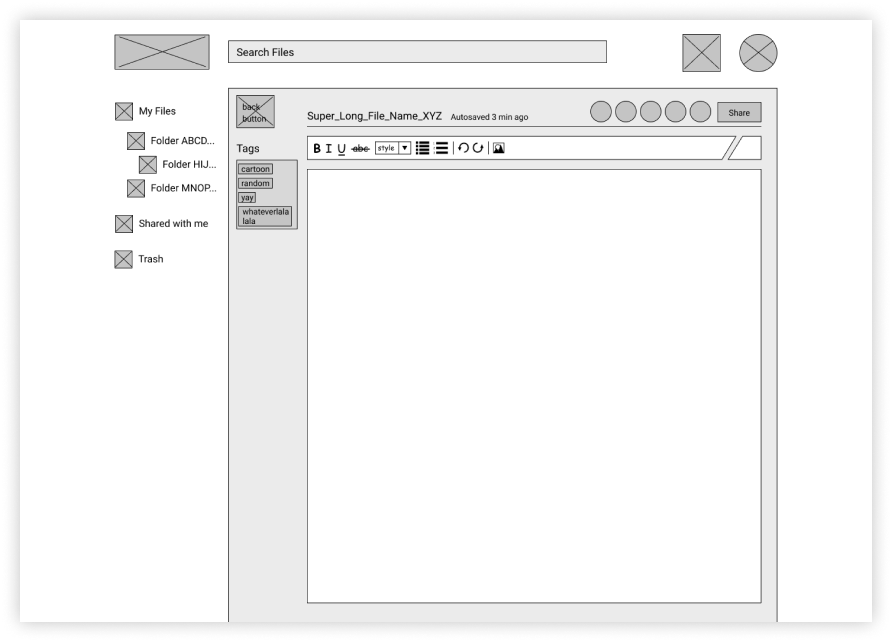 Search Files
My Files
Folder ABCD...
Folder HIJ...
Folder MNOP...
Shared with me
Trash
back
button
Super_Long_File_Name_XYZ Autosaved 3 min ago
Share
Tags
cartoon
random
yay
whateverlala
lala
B I U abc style